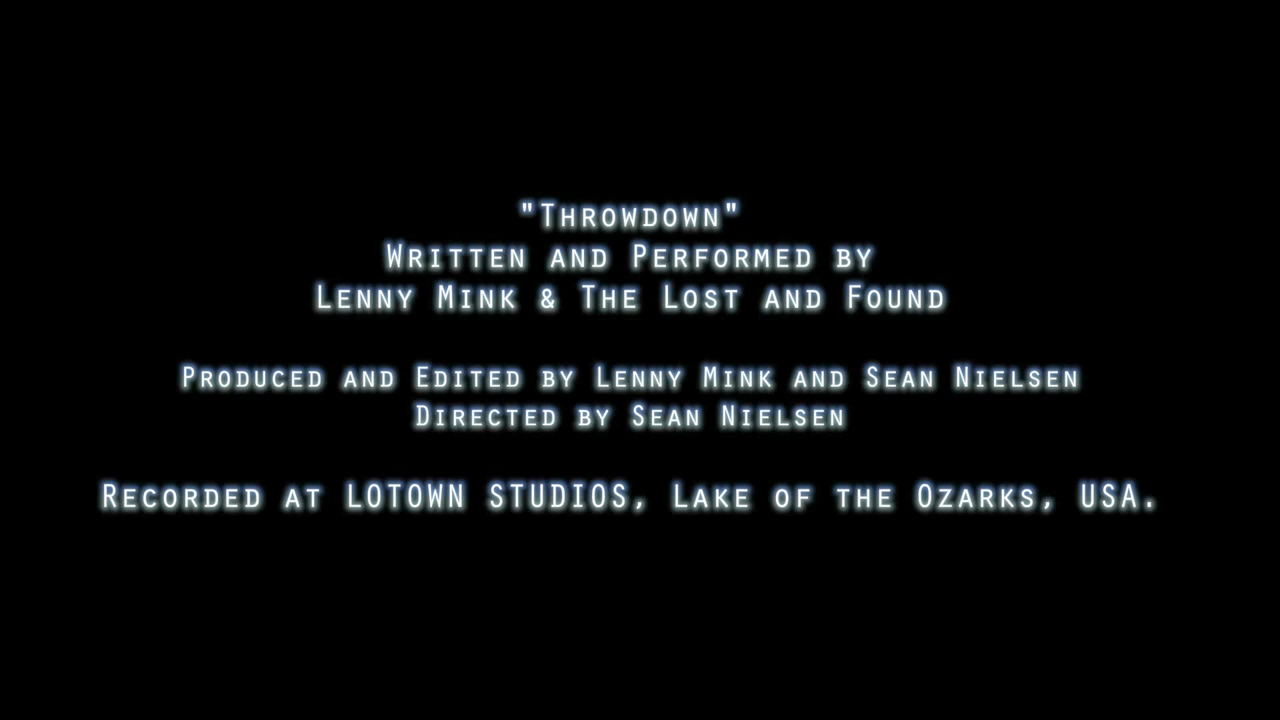 "Throwdown"
Written and Performed by
Lenny Mink & The Lost and Found
Produced and Edited by Lenny Mink and Sean Nielsen
Directed by Sean Nielsen
Recorded at LOTOWN STUDIOS, Lake of the Ozarks, USA.